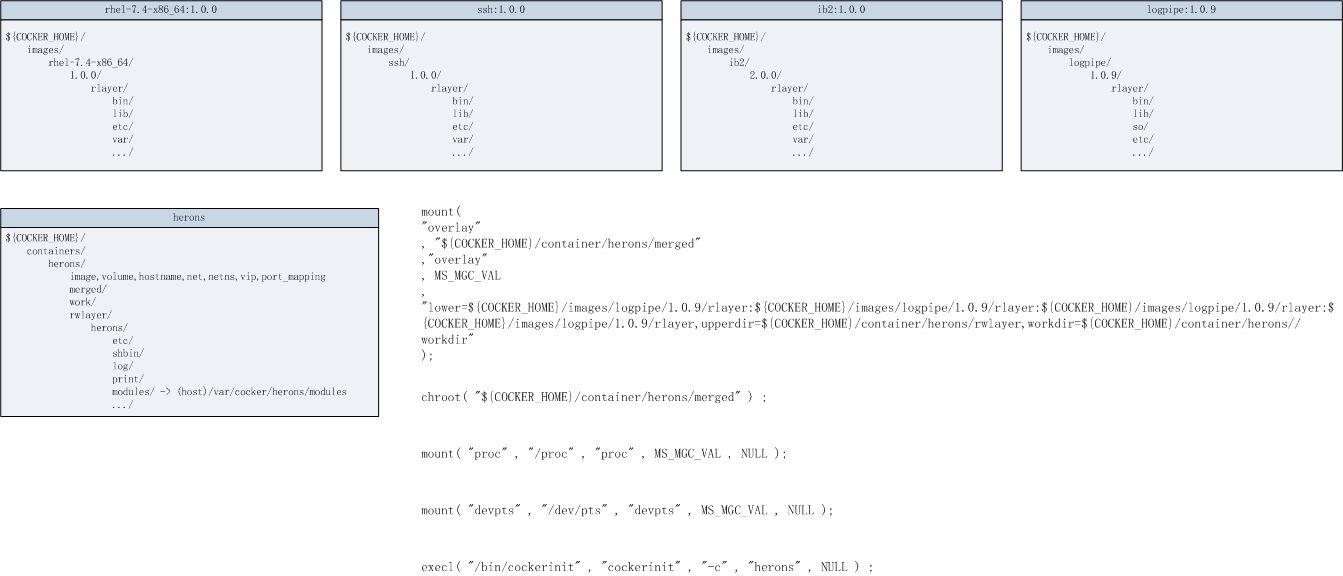 rhel-7.4-x86_64:1.0.0
${COCKER_HOME}/
images/
rhel-7.4-x86_64/
1.0.0/
rlayer/
bin/
lib/
etc/
var/
.../
ssh:1.0.0
${COCKER_HOME}/
images/
ssh/
1.0.0/
rlayer/
bin/
lib/
etc/
var/
.../
ib2:1.0.0
${COCKER_HOME}/
images/
ib2/
2.0.0/
rlayer/
bin/
lib/
etc/
var/
.../
logpipe:1.0.9
${COCKER_HOME}/
images/
logpipe/
1.0.9/
rlayer/
bin/
lib/
so/
etc/
.../
herons
${COCKER_HOME}/
containers/
herons/
image,volume,hostname,net,netns,vip,port_mapping
merged/
work/
rwlayer/
herons/
etc/
shbin/
log/
print/
modules/ -> (host)/var/cocker/herons/modules
.../
mount(
"overlay"
, "${COCKER_HOME}/container/herons/merged"
,"overlay"
, MS_MGC_VAL
,
"lower=${COCKER_HOME}/images/logpipe/1.0.9/rlayer:${COCKER_HOME}/images/logpipe/1.0.9/rlayer:${COCKER_HOME}/images/logpipe/1.0.9/rlayer:$
{COCKER_HOME}/images/logpipe/1.0.9/rlayer,upperdir=${COCKER_HOME}/container/herons/rwlayer,workdir=${COCKER_HOME}/container/herons//
workdir"
);
chroot( "${COCKER_HOME}/container/herons/merged" ) ;
mount( "proc" , "/proc" , "proc" , MS_MGC_VAL , NULL );
mount( "devpts" , "/dev/pts" , "devpts" , MS_MGC_VAL , NULL );
execl( "/bin/cockerinit" , "cockerinit" , "-c" , "herons" , NULL ) ;